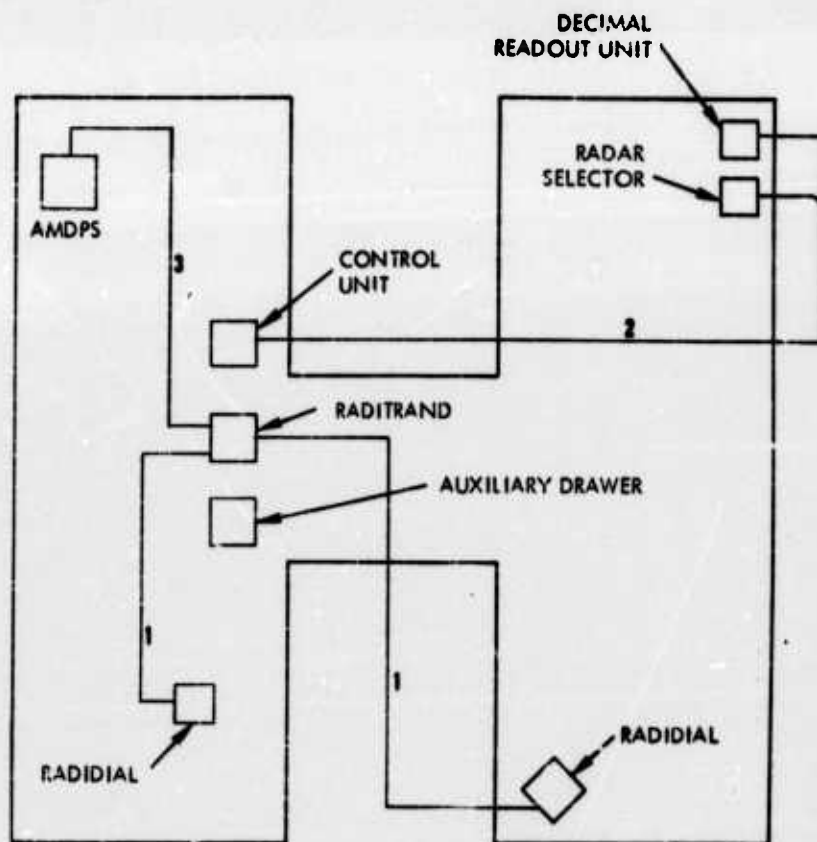 DECIMAL
READOUT UNIT
RADAR
SELECTOR
AMDPS
3
CONTROL
UNIT
2
RADITRAND
AUXILIARY DRAWER
1
1
RADIDIAL
RADIDIAL